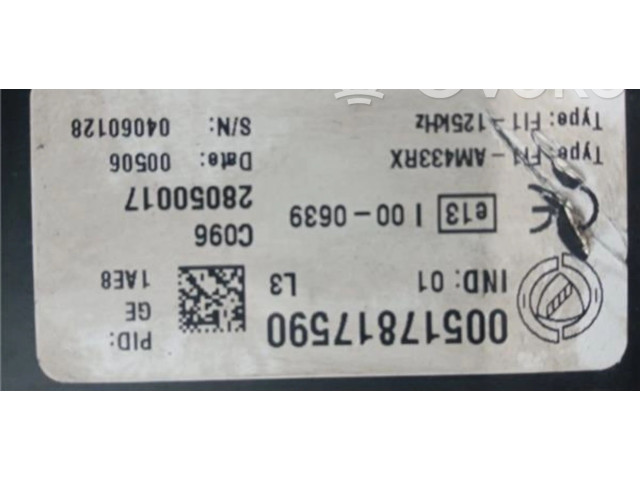 00517817590
PID:
GE
1AE8
IND: 01
L3
C096
28050017
e13 I 00 - 0639
Date: 00506
S/N: 04060128
Type: FI1 - AM433RX
Type: FI1 - 125kHz